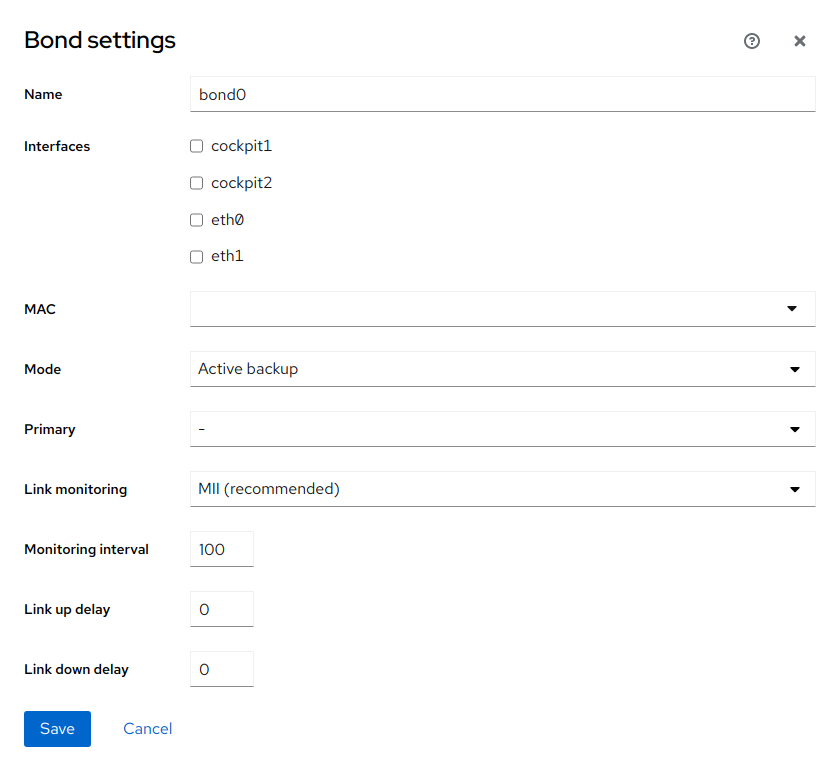 Bond settings
Name bond0
Interfaces cockpit1
cockpit2
eth0
eth1
MAC
Mode Active backup
Primary -
Link monitoring MII (recommended)
Monitoring interval 100
Link up delay 0
Link down delay 0
Save Cancel